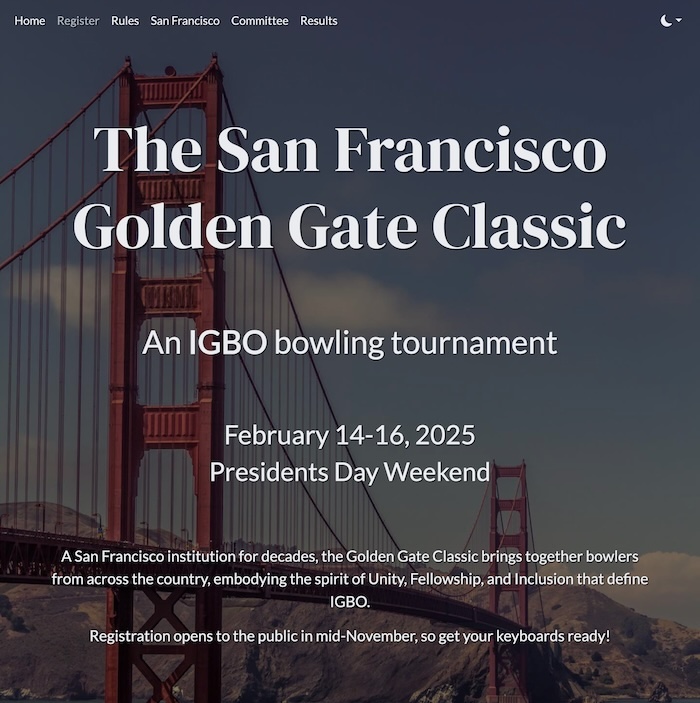 Home Register Rules San Francisco Committee Results
The San Francisco
Golden Gate Classic
An IGBO bowling tournament
February 14-16, 2025
Presidents Day Weekend
A San Francisco institution for decades, the Golden Gate Classic brings together bowlers
from across the country, embodying the spirit of Unity, Fellowship, and Inclusion that define
IGBO.
Registration opens to the public in mid-November, so get your keyboards ready!